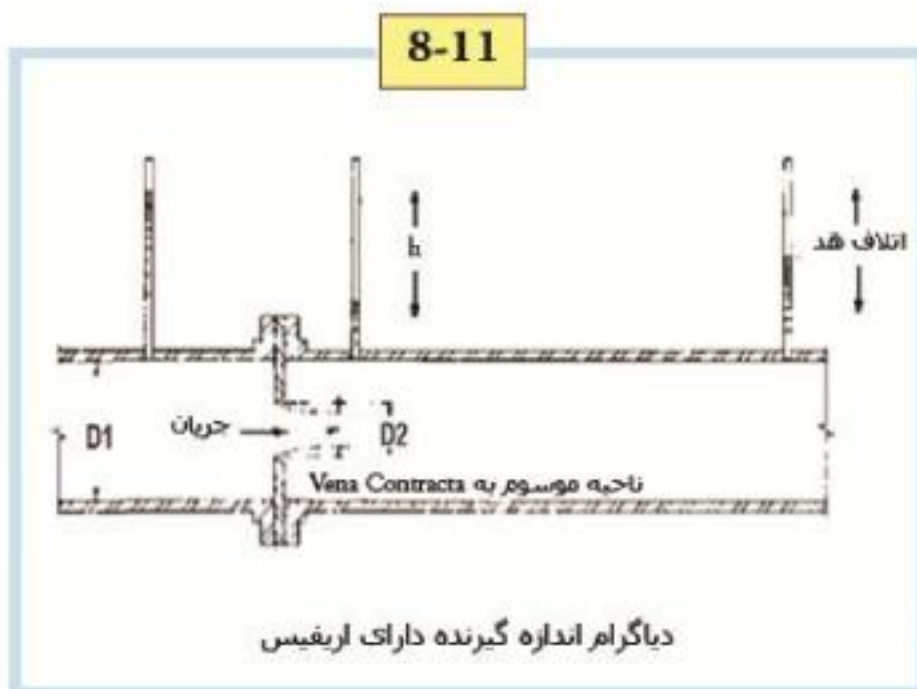 8-11
h
اتلاف هد
D1
جریان
D2
ناحیه موسوم به Vena Contracta
دیاگرام اندازه گیرنده دارای اریفیس